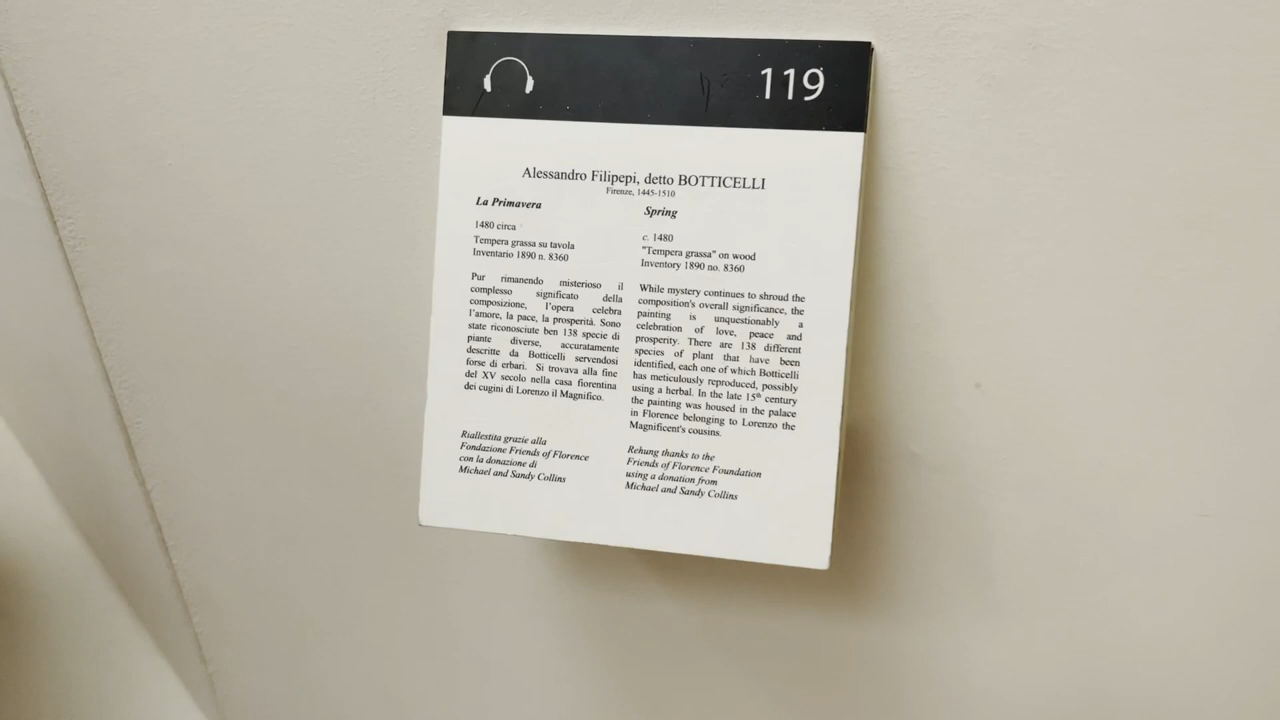 119
Alessandro Filipepi, detto BOTTICELLI
Firenze, 1445-1510
La Primavera
1480 circa
Tempera grassa su tavola
Inventario 1890 n. 8360
Pur rimanendo misterioso il
complesso significato della
composizione, l'opera celebra
l'amore, la pace, la prosperità. Sono
state riconosciute ben 138 specie di
piante diverse, accuratamente
descritte da Botticelli servendosi
forse di erbari. Si trovava alla fine
del XV secolo nella casa fiorentina
dei cugini di Lorenzo il Magnifico.
Riallestita grazie alla
Fondazione Friends of Florence
con la donazione di
Michael and Sandy Collins
Spring
c. 1480
"Tempera grassa" on wood
Inventory 1890 no. 8360
While mystery continues to shroud the
composition's overall significance, the
painting is unquestionably a
celebration of love, peace and
prosperity. There are 138 different
species of plant that have been
identified, each one of which Botticelli
has meticulously reproduced, possibly
using a herbal. In the late 15th century
the painting was housed in the palace
in Florence belonging to Lorenzo the
Magnificent's cousins.
Rehung thanks to the
Friends of Florence Foundation
using a donation from
Michael and Sandy Collins